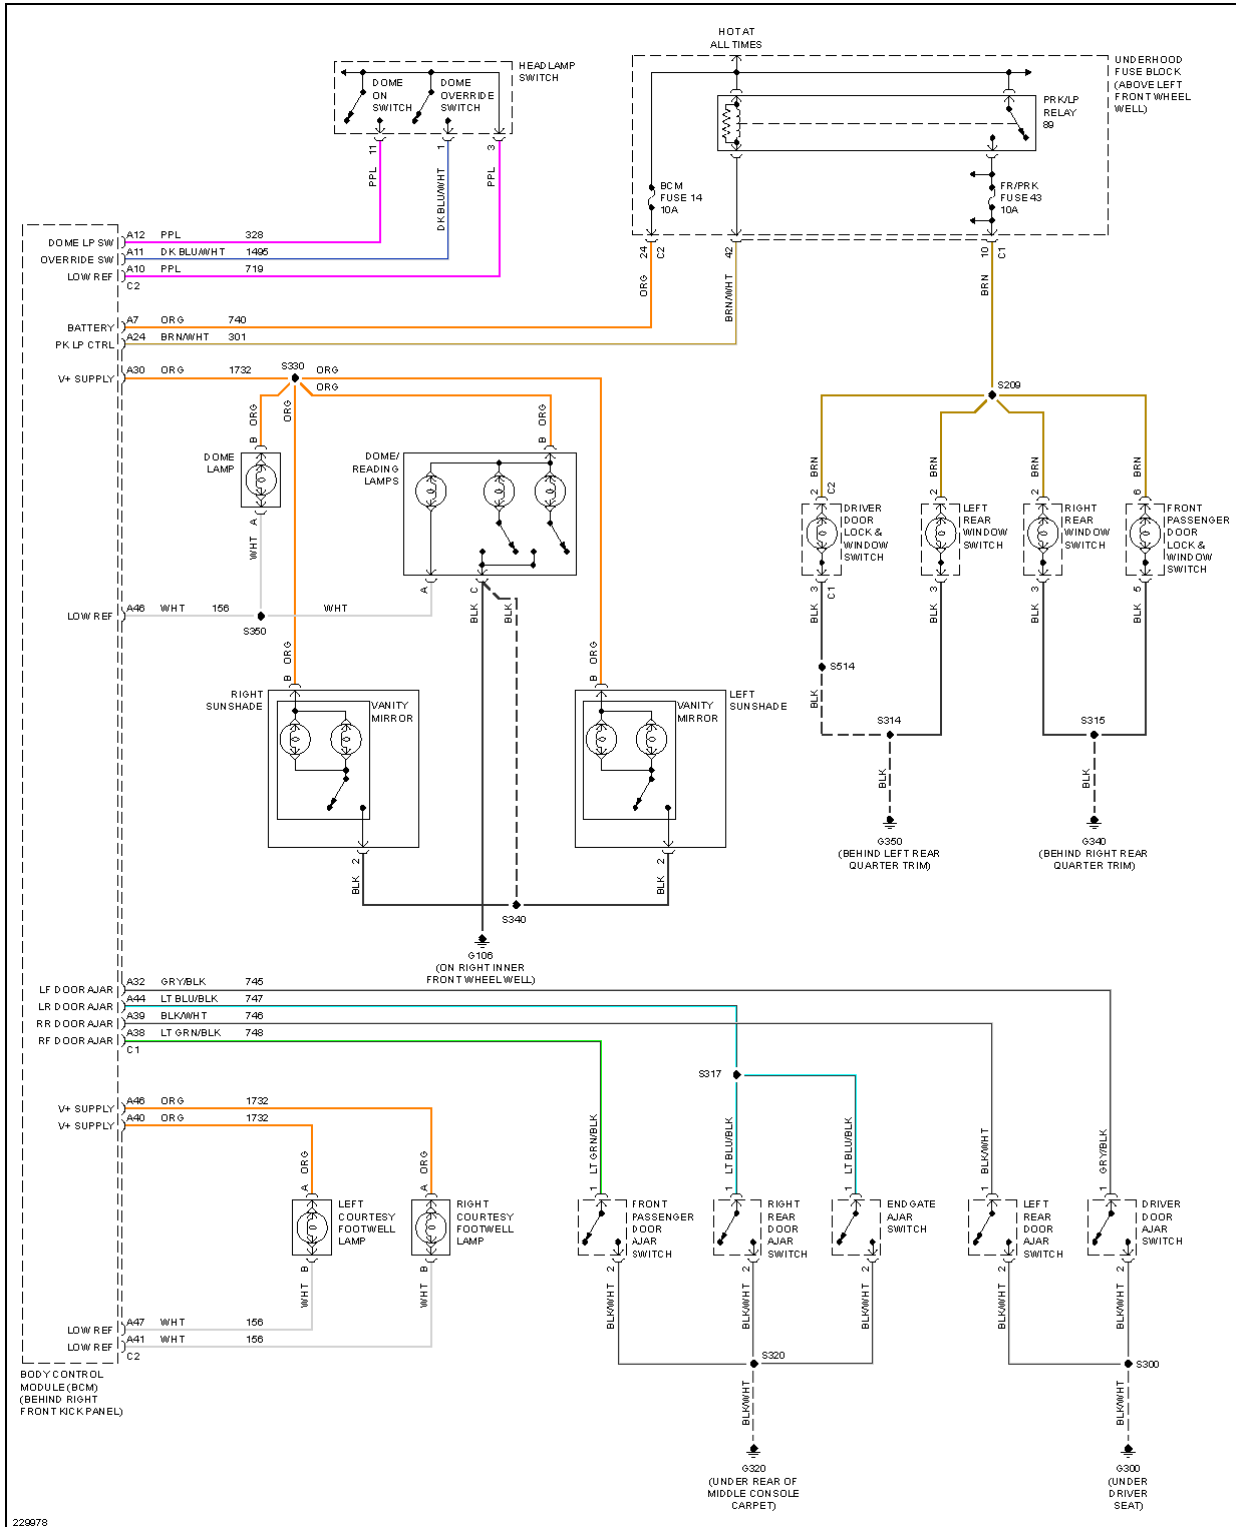 HOT AT
ALL TIMES
HEADLAMP
SWITCH
DOME
ON
SWITCH
DOME
OVERRIDE
SWITCH
UNDERHOOD
FUSE BLOCK
(ABOVE LEFT
FRONT WHEEL
WELL)
PRK/LP
RELAY
89
BCM
FUSE 14
10A
FR/PRK
FUSE 43
10A
11
1
3
PPL
DK BLU/WHT
PPL
24
C2
42
10
C1
ORG
BRN/WHT
BRN
DOME LP SW
A12 PPL 328
OVERRIDE SW
A11 DK BLU/WHT 1495
LOW REF
A10 PPL 719
C2
BATTERY
A7 ORG 740
PK LP CTRL
A24 BRN/WHT 301
V+ SUPPLY
A30 ORG 1732
S330
ORG
ORG
ORG
B ORG
B ORG
S209
DOME
LAMP
DOME/
READING
LAMPS
BRN
BRN
BRN
BRN
2
C2
2
2
6
DRIVER
DOOR
LOCK &
WINDOW
SWITCH
LEFT
REAR
WINDOW
SWITCH
RIGHT
REAR
WINDOW
SWITCH
FRONT
PASSENGER
DOOR
LOCK &
WINDOW
SWITCH
WHT A
A
C
BLK
BLK
3
C1
3
3
5
BLK
BLK
BLK
BLK
LOW REF
A46 WHT 156
WHT
S350
B ORG
B ORG
S514
BLK
RIGHT
SUNSHADE
VANITY
MIRROR
LEFT
SUNSHADE
VANITY
MIRROR
S314
S315
BLK
BLK
G350
(BEHIND LEFT REAR
QUARTER TRIM)
G340
(BEHIND RIGHT REAR
QUARTER TRIM)
BLK 2
BLK 2
S340
G106
(ON RIGHT INNER
FRONT WHEEL WELL)
LF DOOR AJAR
A32 GRY/BLK 745
LR DOOR AJAR
A44 LT BLU/BLK 747
RR DOOR AJAR
A39 BLK/WHT 746
RF DOOR AJAR
A38 LT GRN/BLK 748
C1
S317
V+ SUPPLY
A46 ORG 1732
V+ SUPPLY
A40 ORG 1732
A ORG
A ORG
1 LT GRN/BLK
1 LT BLU/BLK
1 LT BLU/BLK
1 BLK/WHT
1 GRY/BLK
LEFT
COURTESY
FOOTWELL
LAMP
RIGHT
COURTESY
FOOTWELL
LAMP
FRONT
PASSENGER
DOOR
AJAR
SWITCH
RIGHT
REAR
DOOR
AJAR
SWITCH
ENDGATE
AJAR
SWITCH
LEFT
REAR
DOOR
AJAR
SWITCH
DRIVER
DOOR
AJAR
SWITCH
WHT B
WHT B
BLK/WHT 2
BLK/WHT 2
BLK/WHT 2
BLK/WHT 2
BLK/WHT 2
LOW REF
A47 WHT 156
LOW REF
A41 WHT 156
C2
S320
S300
BODY CONTROL
MODULE (BCM)
(BEHIND RIGHT
FRONT KICK PANEL)
BLK/WHT
BLK/WHT
G320
(UNDER REAR OF
MIDDLE CONSOLE
CARPET)
G300
(UNDER
DRIVER
SEAT)
229978